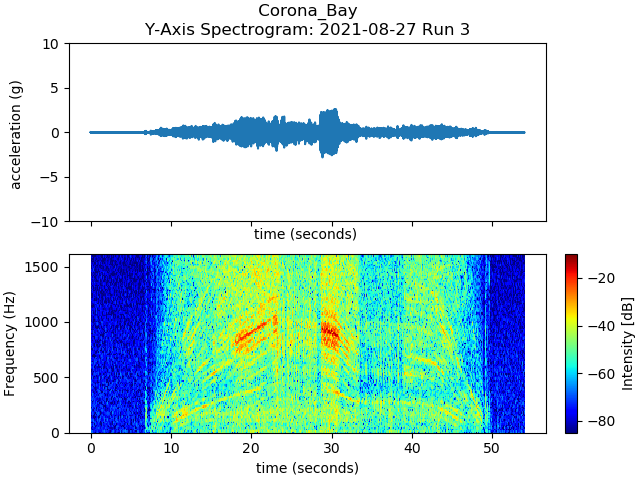 Corona_Bay
Y-Axis Spectrogram: 2021-08-27 Run 3
10
5
0
−5
−10
acceleration (g)
time (seconds)
1500
1000
500
0
Frequency (Hz)
0 10 20 30 40 50
time (seconds)
−20
−40
−60
−80
Intensity [dB]